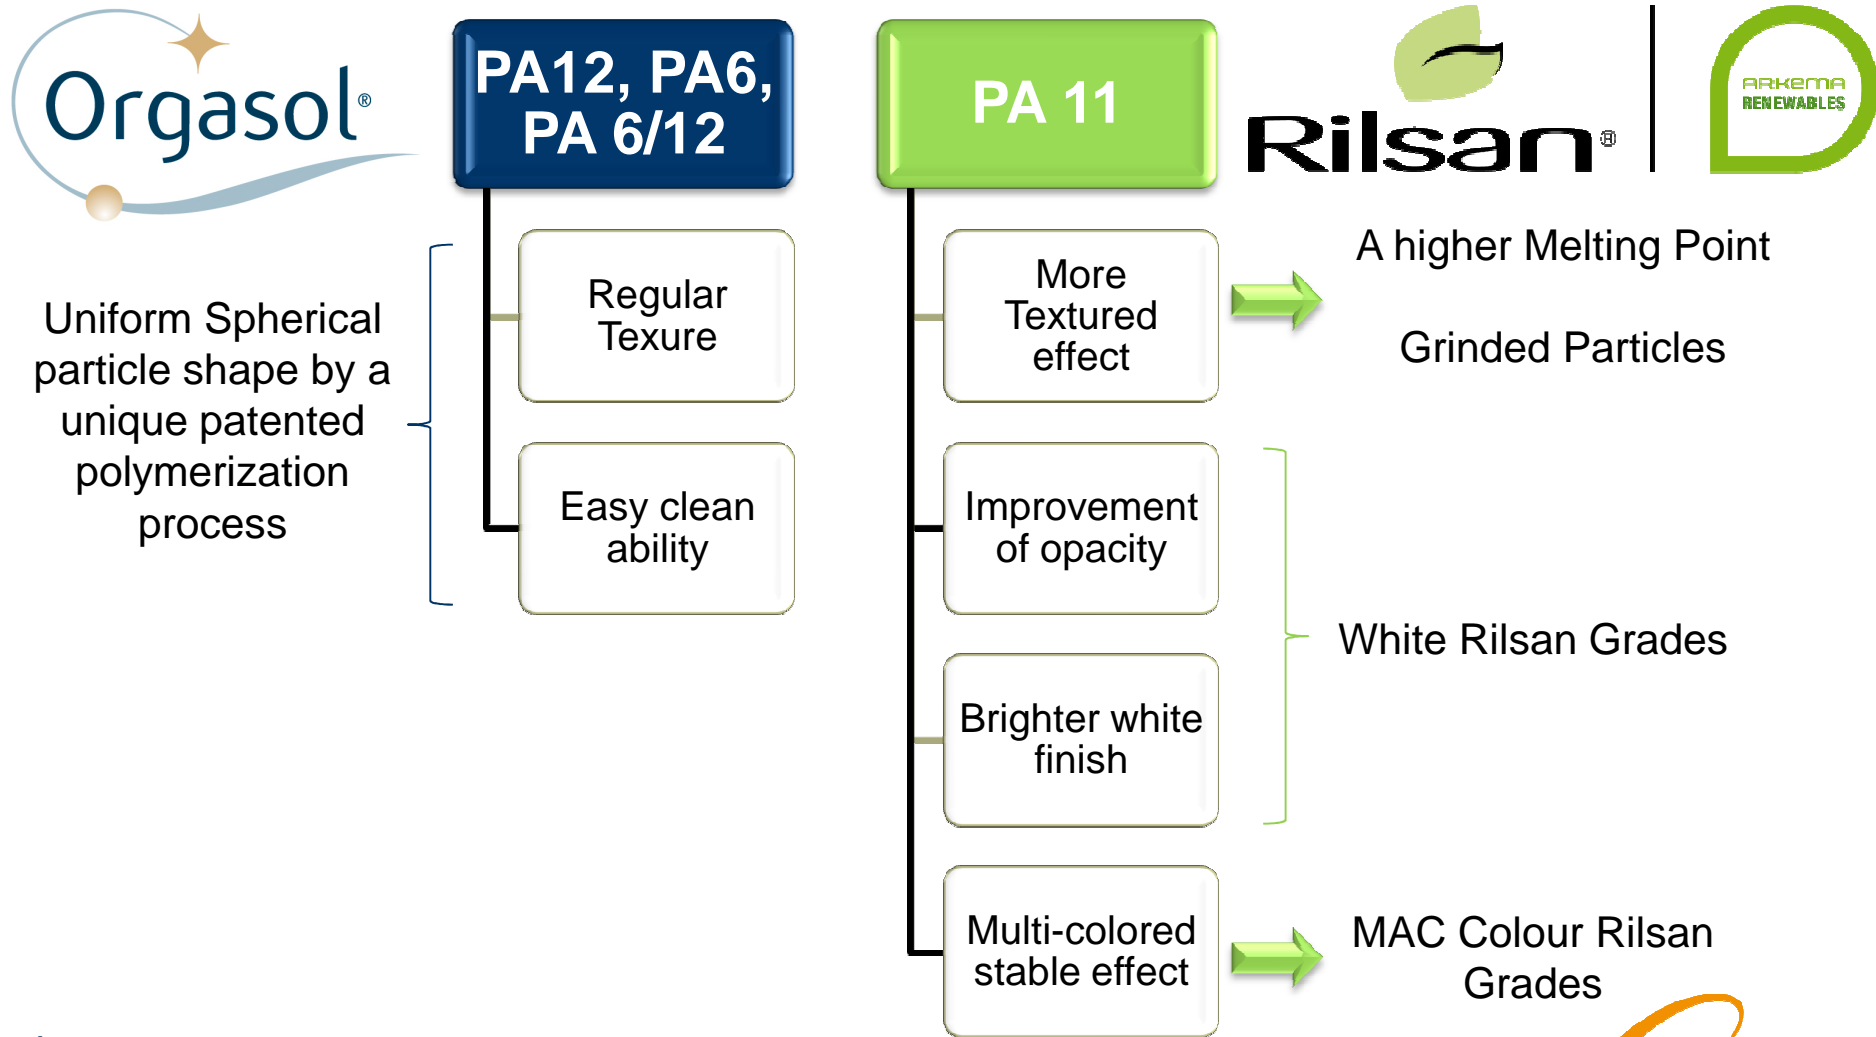 Orgasol®
PA12, PA6,
PA 6/12
PA 11
Rilsan®
ARKEMA
RENEWABLES
Uniform Spherical
particle shape by a
unique patented
polymerization
process
Regular
Texure
Easy clean
ability
More
Textured
effect
A higher Melting Point
Grinded Particles
Improvement
of opacity
Brighter white
finish
White Rilsan Grades
Multi-colored
stable effect
MAC Colour Rilsan
Grades